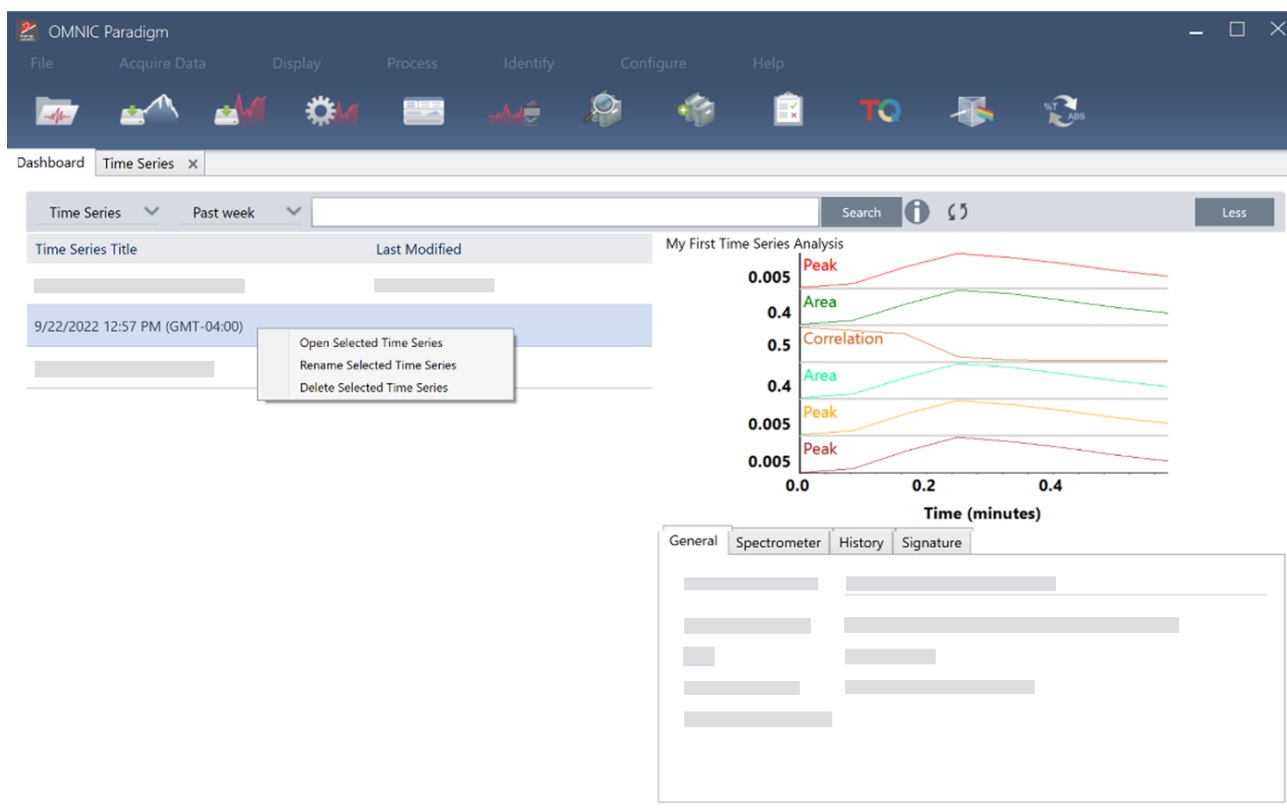 OMNIC Paradigm
File Acquire Data Display Process Identify Configure Help
TQ %T ABS
Dashboard Time Series
Time Series Past week Search Less
Time Series Title Last Modified
9/22/2022 12:57 PM (GMT-04:00)
Open Selected Time Series
Rename Selected Time Series
Delete Selected Time Series
My First Time Series Analysis
0.005 Peak
0.4 Area
0.5 Correlation
0.4 Area
0.005 Peak
0.005 Peak
0.0 0.2 0.4
Time (minutes)
General Spectrometer History Signature